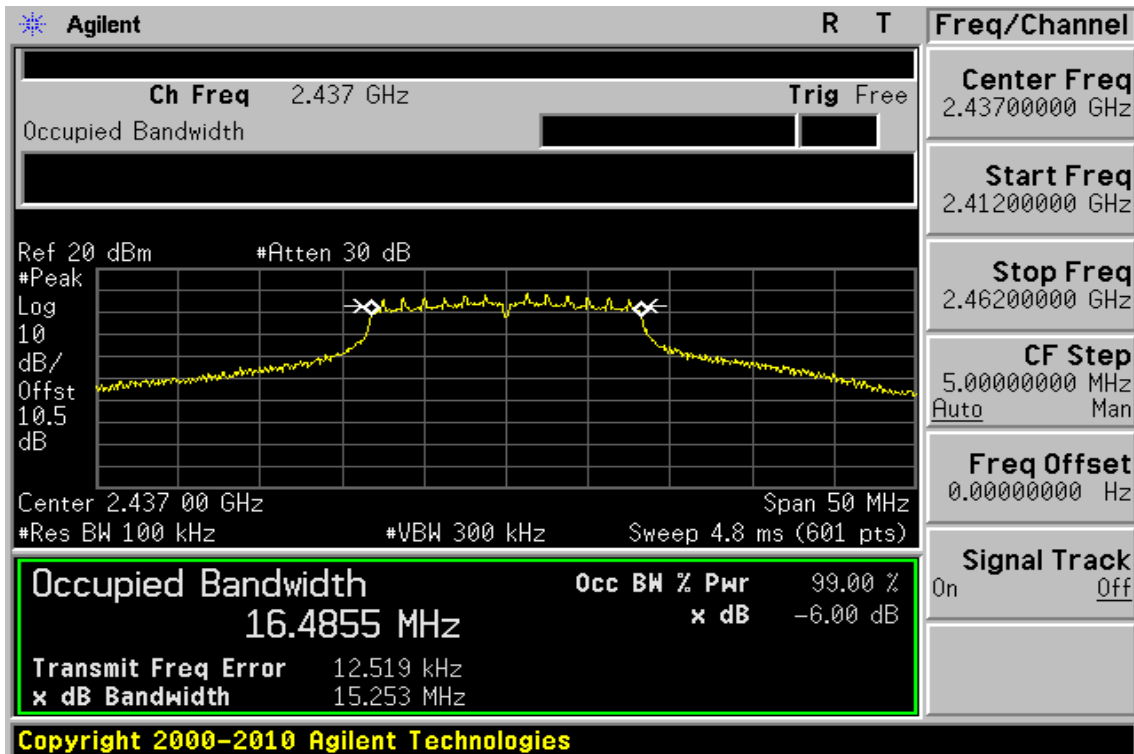 Agilent R T
Freq/Channel
Ch Freq 2.437 GHz Trig Free
Occupied Bandwidth
Center Freq
2.43700000 GHz
Start Freq
2.41200000 GHz
Stop Freq
2.46200000 GHz
CF Step
5.00000000 MHz
Auto Man
Freq Offset
0.00000000 Hz
Signal Track
On Off
Ref 20 dBm #Atten 30 dB
#Peak
Log
10
dB/
Offst
10.5
dB
Center 2.437 00 GHz Span 50 MHz
#Res BW 100 kHz #VBW 300 kHz Sweep 4.8 ms (601 pts)
Occupied Bandwidth Occ BW % Pwr 99.00 %
16.4855 MHz x dB -6.00 dB
Transmit Freq Error 12.519 kHz
x dB Bandwidth 15.253 MHz
Copyright 2000-2010 Agilent Technologies